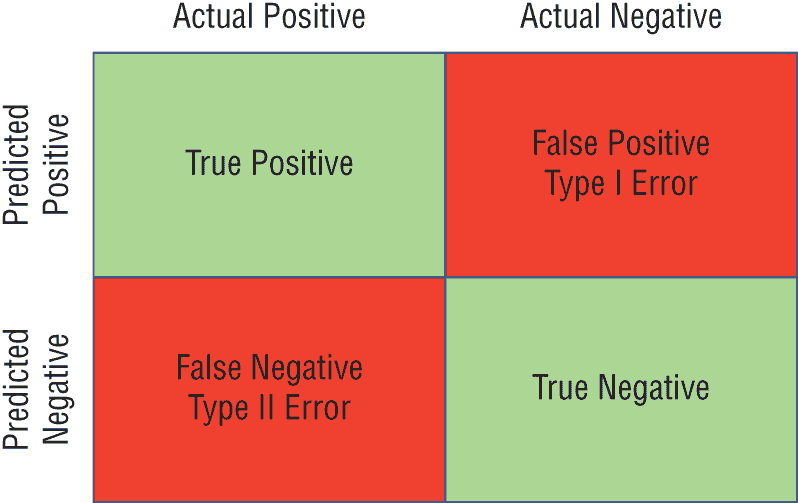 Actual Positive
Actual Negative
Predicted
Positive
True Positive
False Positive
Type I Error
Predicted
Negative
False Negative
Type II Error
True Negative